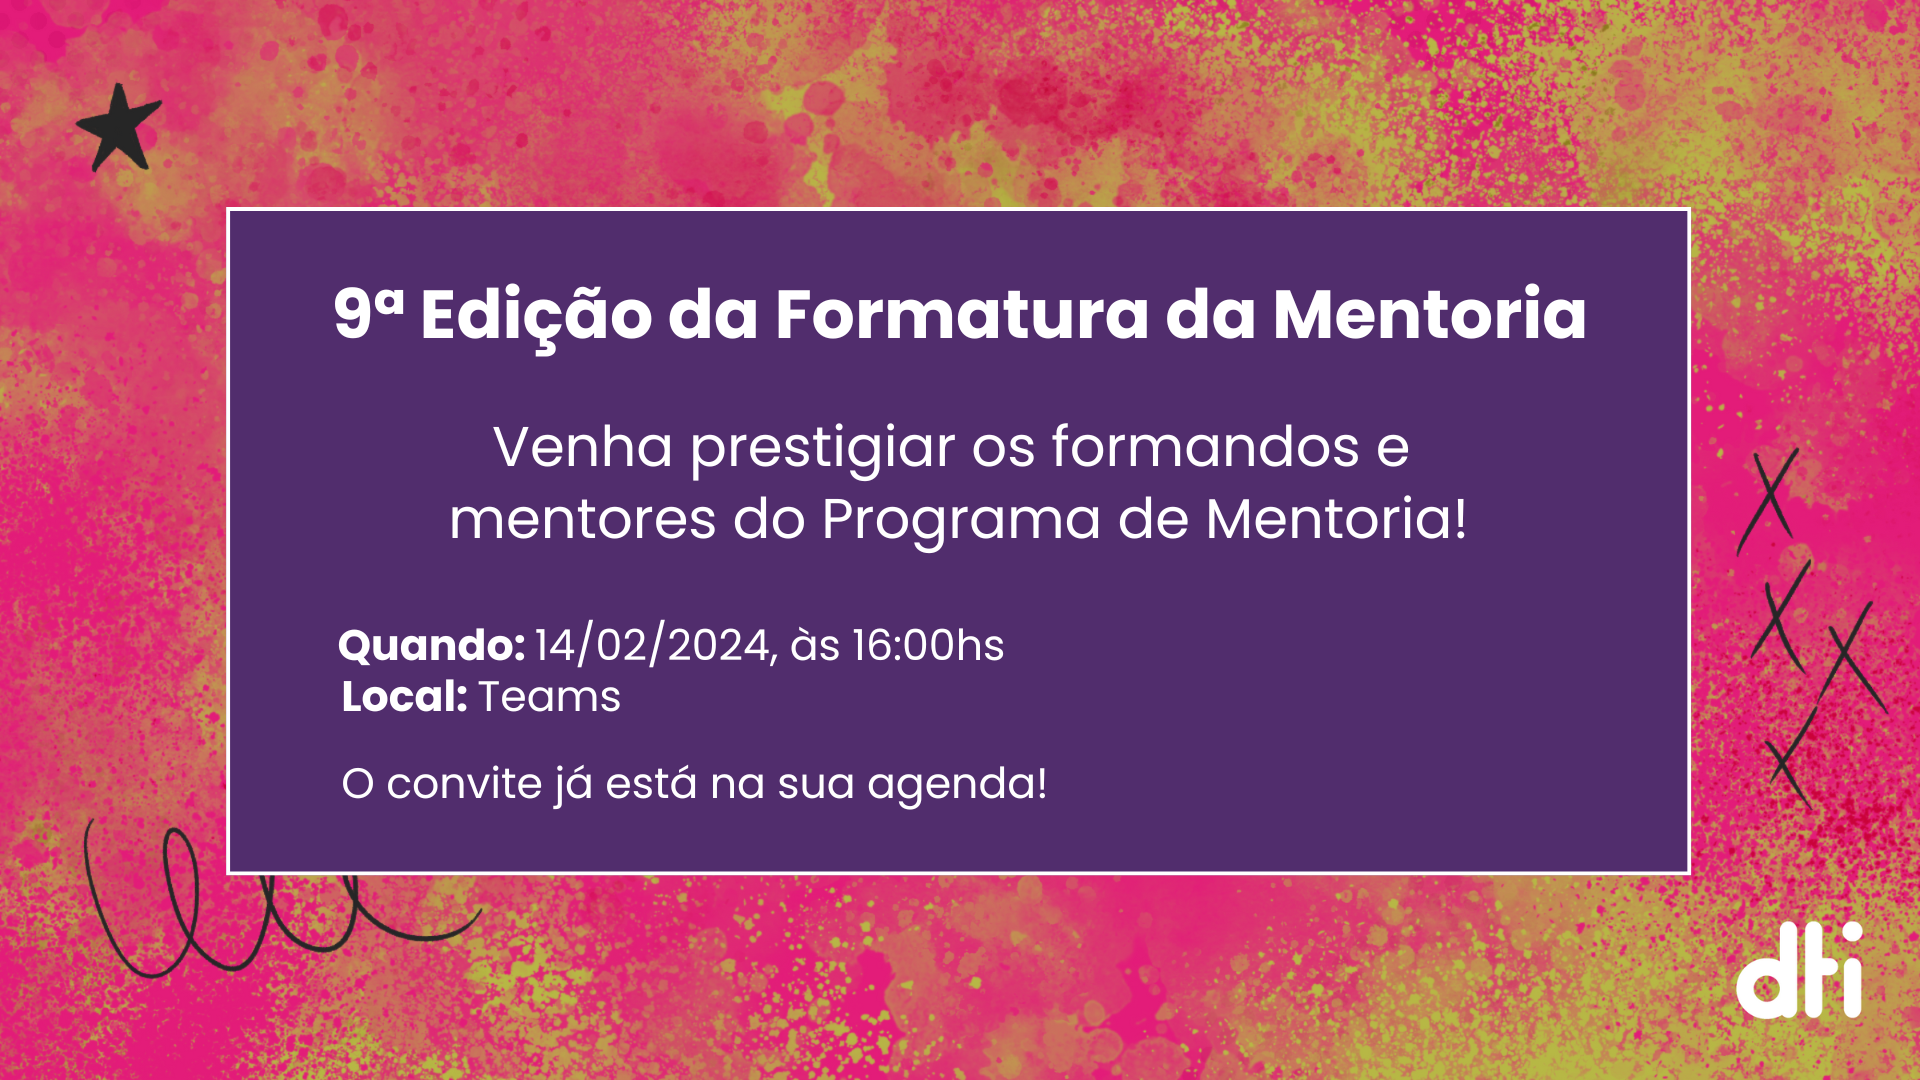 9ª Edição da Formatura da Mentoria
Venha prestigiar os formandos e
mentores do Programa de Mentoria!
Quando: 14/02/2024, às 16:00hs
Local: Teams
O convite já está na sua agenda!
dti